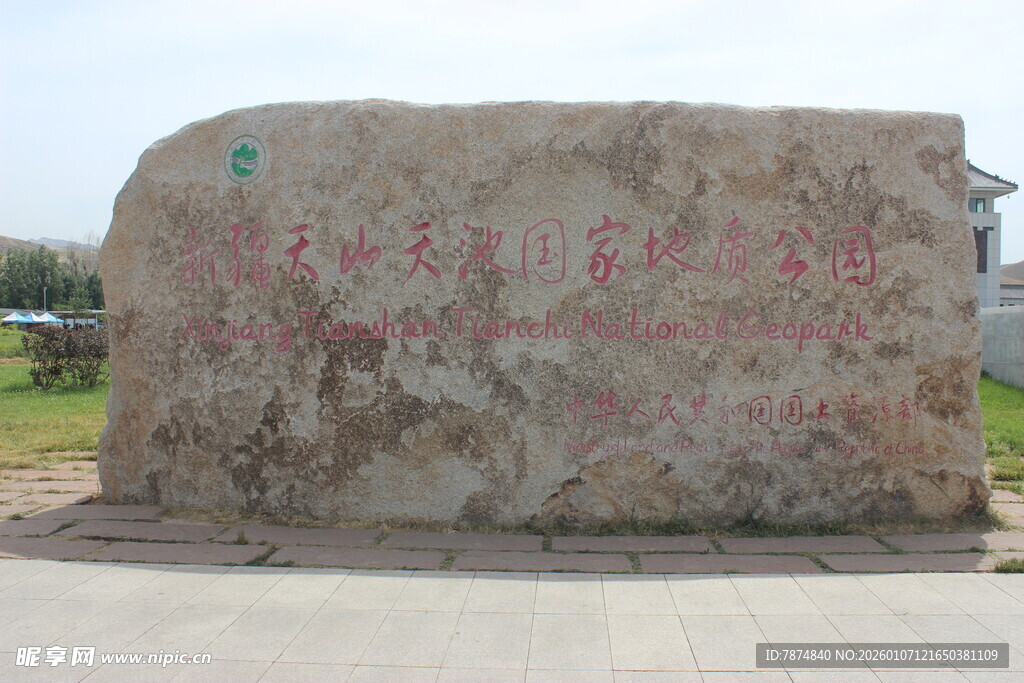 新疆天山天池国家地质公园
Xinjiang Tianshan Tianchi National Geopark
中华人民共和国国土资源部
昵享网 www.nipic.cn
ID:7874840 NO:20260107121650381109